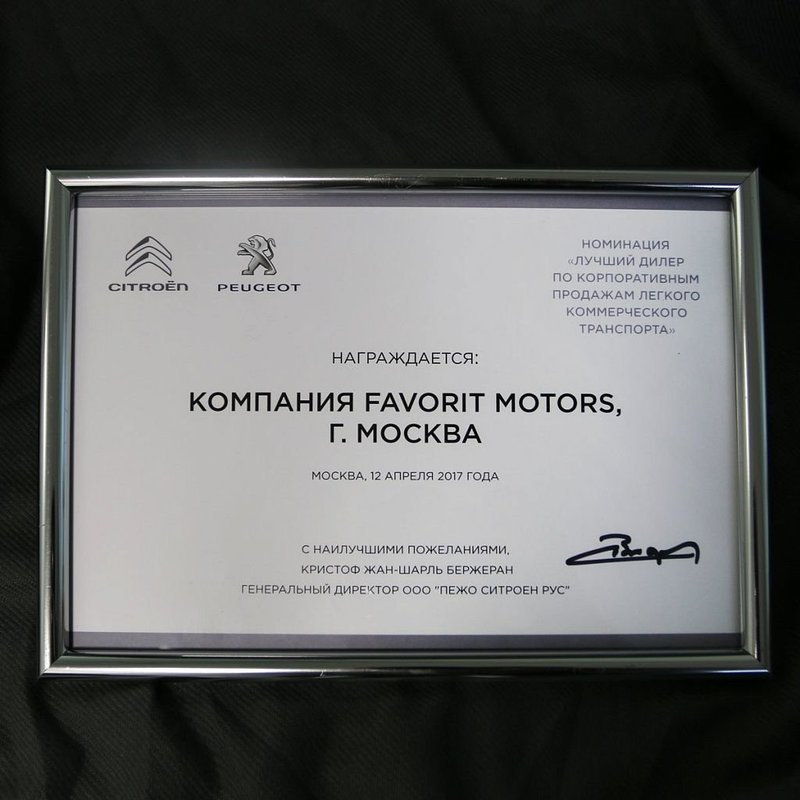 CITROËN
PEUGEOT
НОМИНАЦИЯ
«ЛУЧШИЙ ДИЛЕР
ПО КОРПОРАТИВНЫМ
ПРОДАЖАМ ЛЕГКОГО
КОММЕРЧЕСКОГО
ТРАНСПОРТА»
НАГРАЖДАЕТСЯ:
КОМПАНИЯ FAVORIT MOTORS,
Г. МОСКВА
МОСКВА, 12 АПРЕЛЯ 2017 ГОДА
С НАИЛУЧШИМИ ПОЖЕЛАНИЯМИ,
КРИСТОФ ЖАН-ШАРЛЬ БЕРЖЕРАН
ГЕНЕРАЛЬНЫЙ ДИРЕКТОР ООО "ПЕЖО СИТРОЕН РУС"